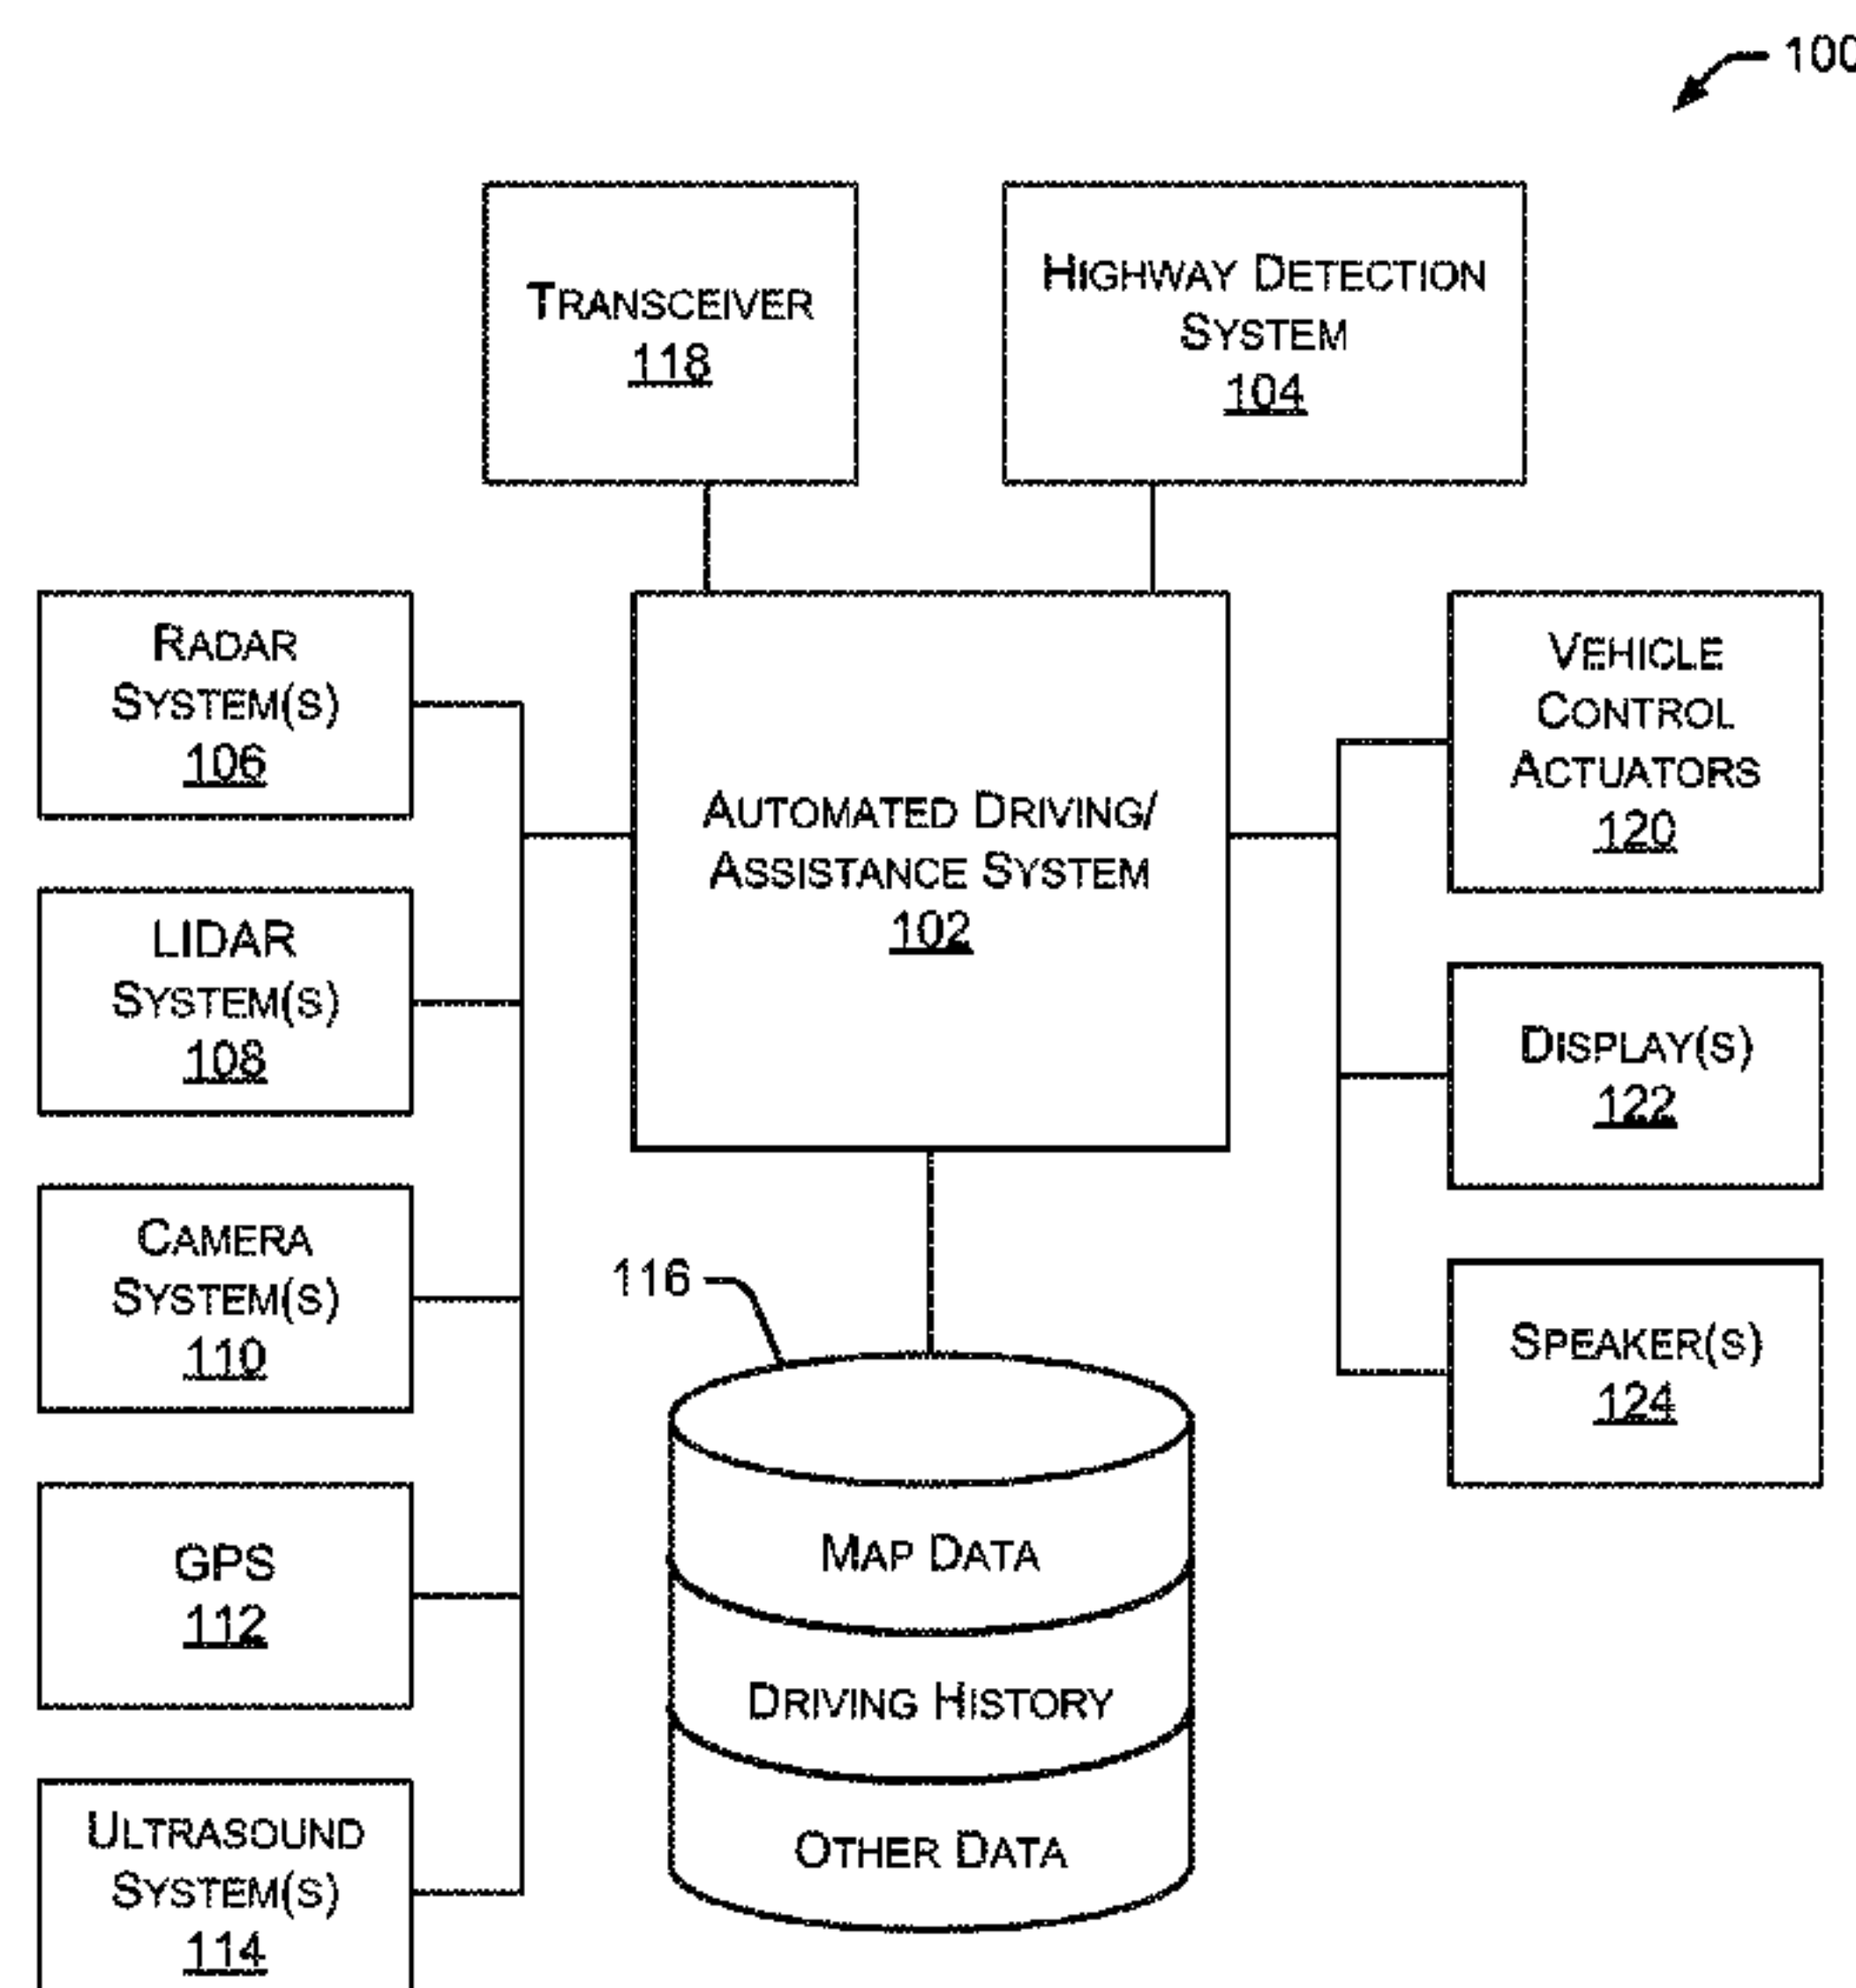 100
TRANSCEIVER
118
HIGHWAY DETECTION
SYSTEM
104
RADAR
SYSTEM(S)
106
LIDAR
SYSTEM(S)
108
CAMERA
SYSTEM(S)
110
GPS
112
ULTRASOUND
SYSTEM(S)
114
AUTOMATED DRIVING/
ASSISTANCE SYSTEM
102
116
MAP DATA
DRIVING HISTORY
OTHER DATA
VEHICLE
CONTROL
ACTUATORS
120
DISPLAY(S)
122
SPEAKER(S)
124